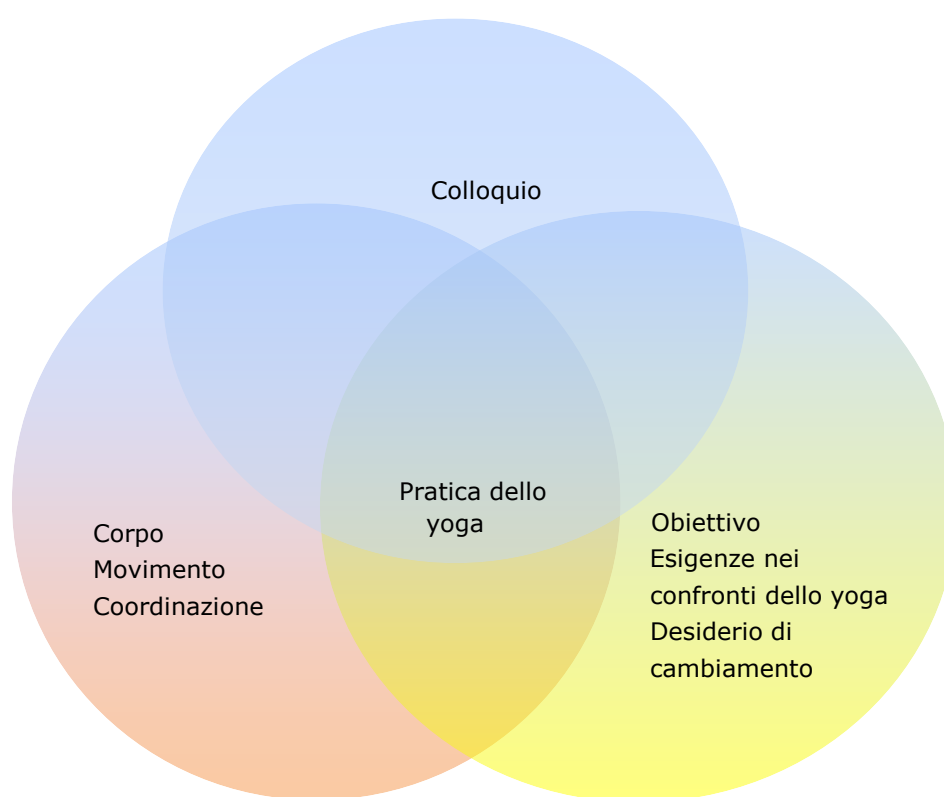 Colloquio
Pratica dello
yoga
Corpo
Movimento
Coordinazione
Obiettivo
Esigenze nei
confronti dello yoga
Desiderio di
cambiamento